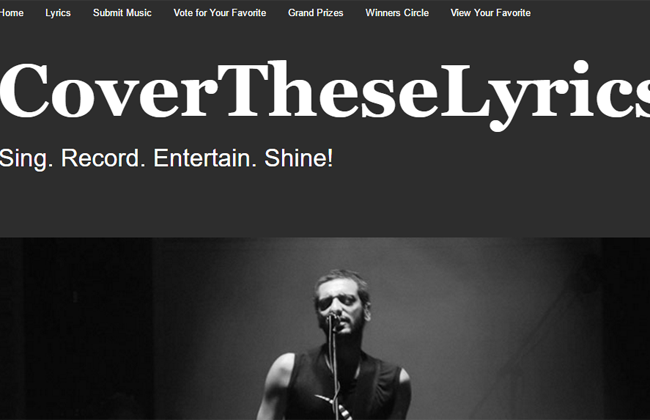 Home Lyrics Submit Music Vote for Your Favorite Grand Prizes Winners Circle View Your Favorite
CoverTheseLyrics
Sing. Record. Entertain. Shine!